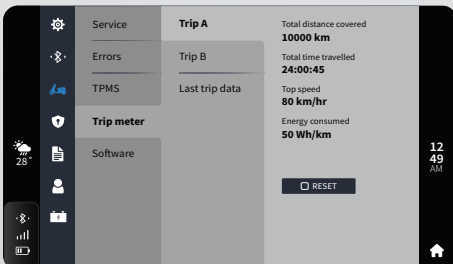 Service
Errors
TPMS
Trip meter
Software
Trip A
Trip B
Last trip data
Total distance covered
10000 km
Total time travelled
24:00:45
Top speed
80 km/hr
Energy consumed
50 Wh/km
RESET
28°
12
49
AM